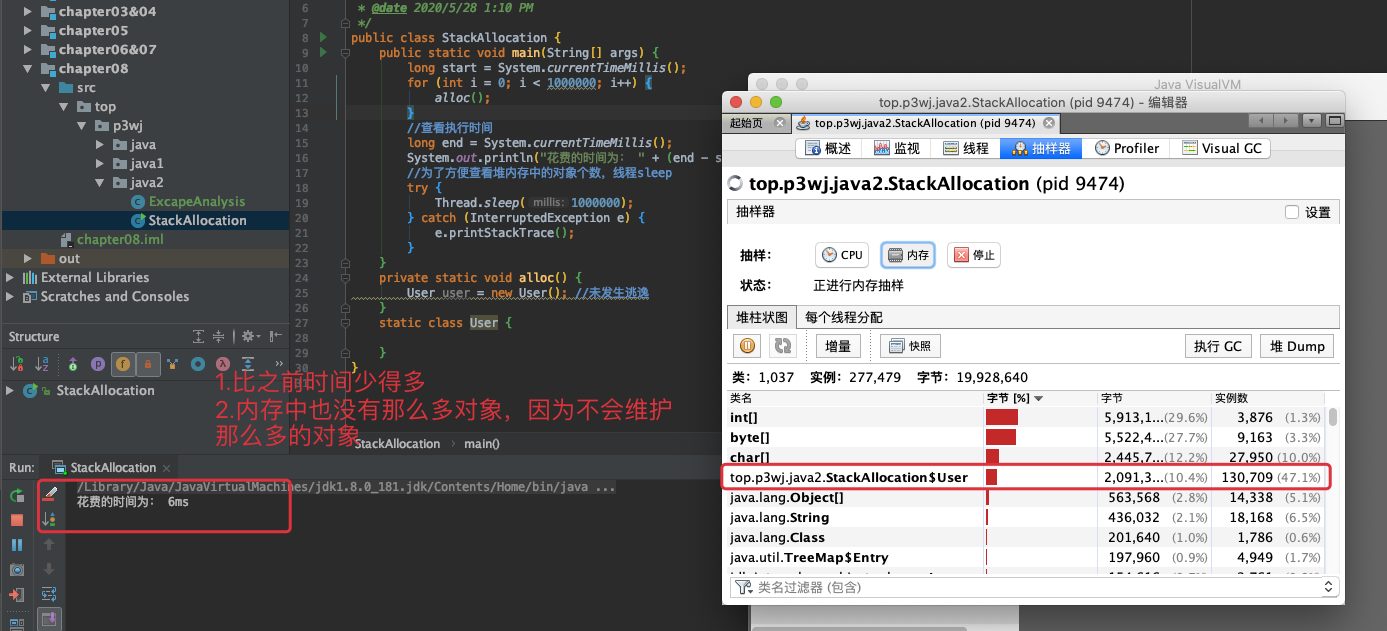 chapter03&04
chapter05
chapter06&07
chapter08
src
top
p3wj
java
java1
java2
ExcapeAnalysis
StackAllocation
chapter08.iml
out
External Libraries
Scratches and Consoles
Structure
StackAllocation
6 * @date 2020/5/28 1:10 PM
7 */
8 public class StackAllocation {
9 public static void main(String[] args) {
10 long start = System.currentTimeMillis();
11 for (int i = 0; i < 1000000; i++) {
12 alloc();
13 }
14 //查看执行时间
15 long end = System.currentTimeMillis();
16 System.out.println("花费的时间为： " + (end - s
17 //为了方便查看堆内存中的对象个数，线程sleep
18 try {
19 Thread.sleep( millis: 1000000);
20 } catch (InterruptedException e) {
21 e.printStackTrace();
22 }
23 }
24 private static void alloc() {
25 User user = new User(); //未发生逃逸
26 }
27 static class User {
28
29 }
30 }
1.比之前时间少得多
2.内存中也没有那么多对象，因为不会维护
那么多的对象
StackAllocation › main()
Run: StackAllocation
/Library/Java/JavaVirtualMachines/jdk1.8.0_181.jdk/Contents/Home/bin/java ...
花费的时间为： 6ms
Java VisualVM
top.p3wj.java2.StackAllocation (pid 9474) - 编辑器
起始页 top.p3wj.java2.StackAllocation (pid 9474)
概述 监视 线程 抽样器 Profiler Visual GC
top.p3wj.java2.StackAllocation (pid 9474)
抽样器 设置
抽样： CPU 内存 停止
状态： 正进行内存抽样
堆柱状图 每个线程分配
增量 快照 执行 GC 堆 Dump
类：1,037 实例：277,479 字节：19,928,640
类名 字节 [%] 字节 实例数
int[] 5,913,1...(29.6%) 3,876 (1.3%)
byte[] 5,522,4...(27.7%) 9,163 (3.3%)
char[] 2,445,7...(12.2%) 27,950 (10.0%)
top.p3wj.java2.StackAllocation$User 2,091,3...(10.4%) 130,709 (47.1%)
java.lang.Object[] 563,568 (2.8%) 14,338 (5.1%)
java.lang.String 436,032 (2.1%) 18,168 (6.5%)
java.lang.Class 201,640 (1.0%) 1,786 (0.6%)
java.util.TreeMap$Entry 197,960 (0.9%) 4,949 (1.7%)
类名过滤器 (包含)